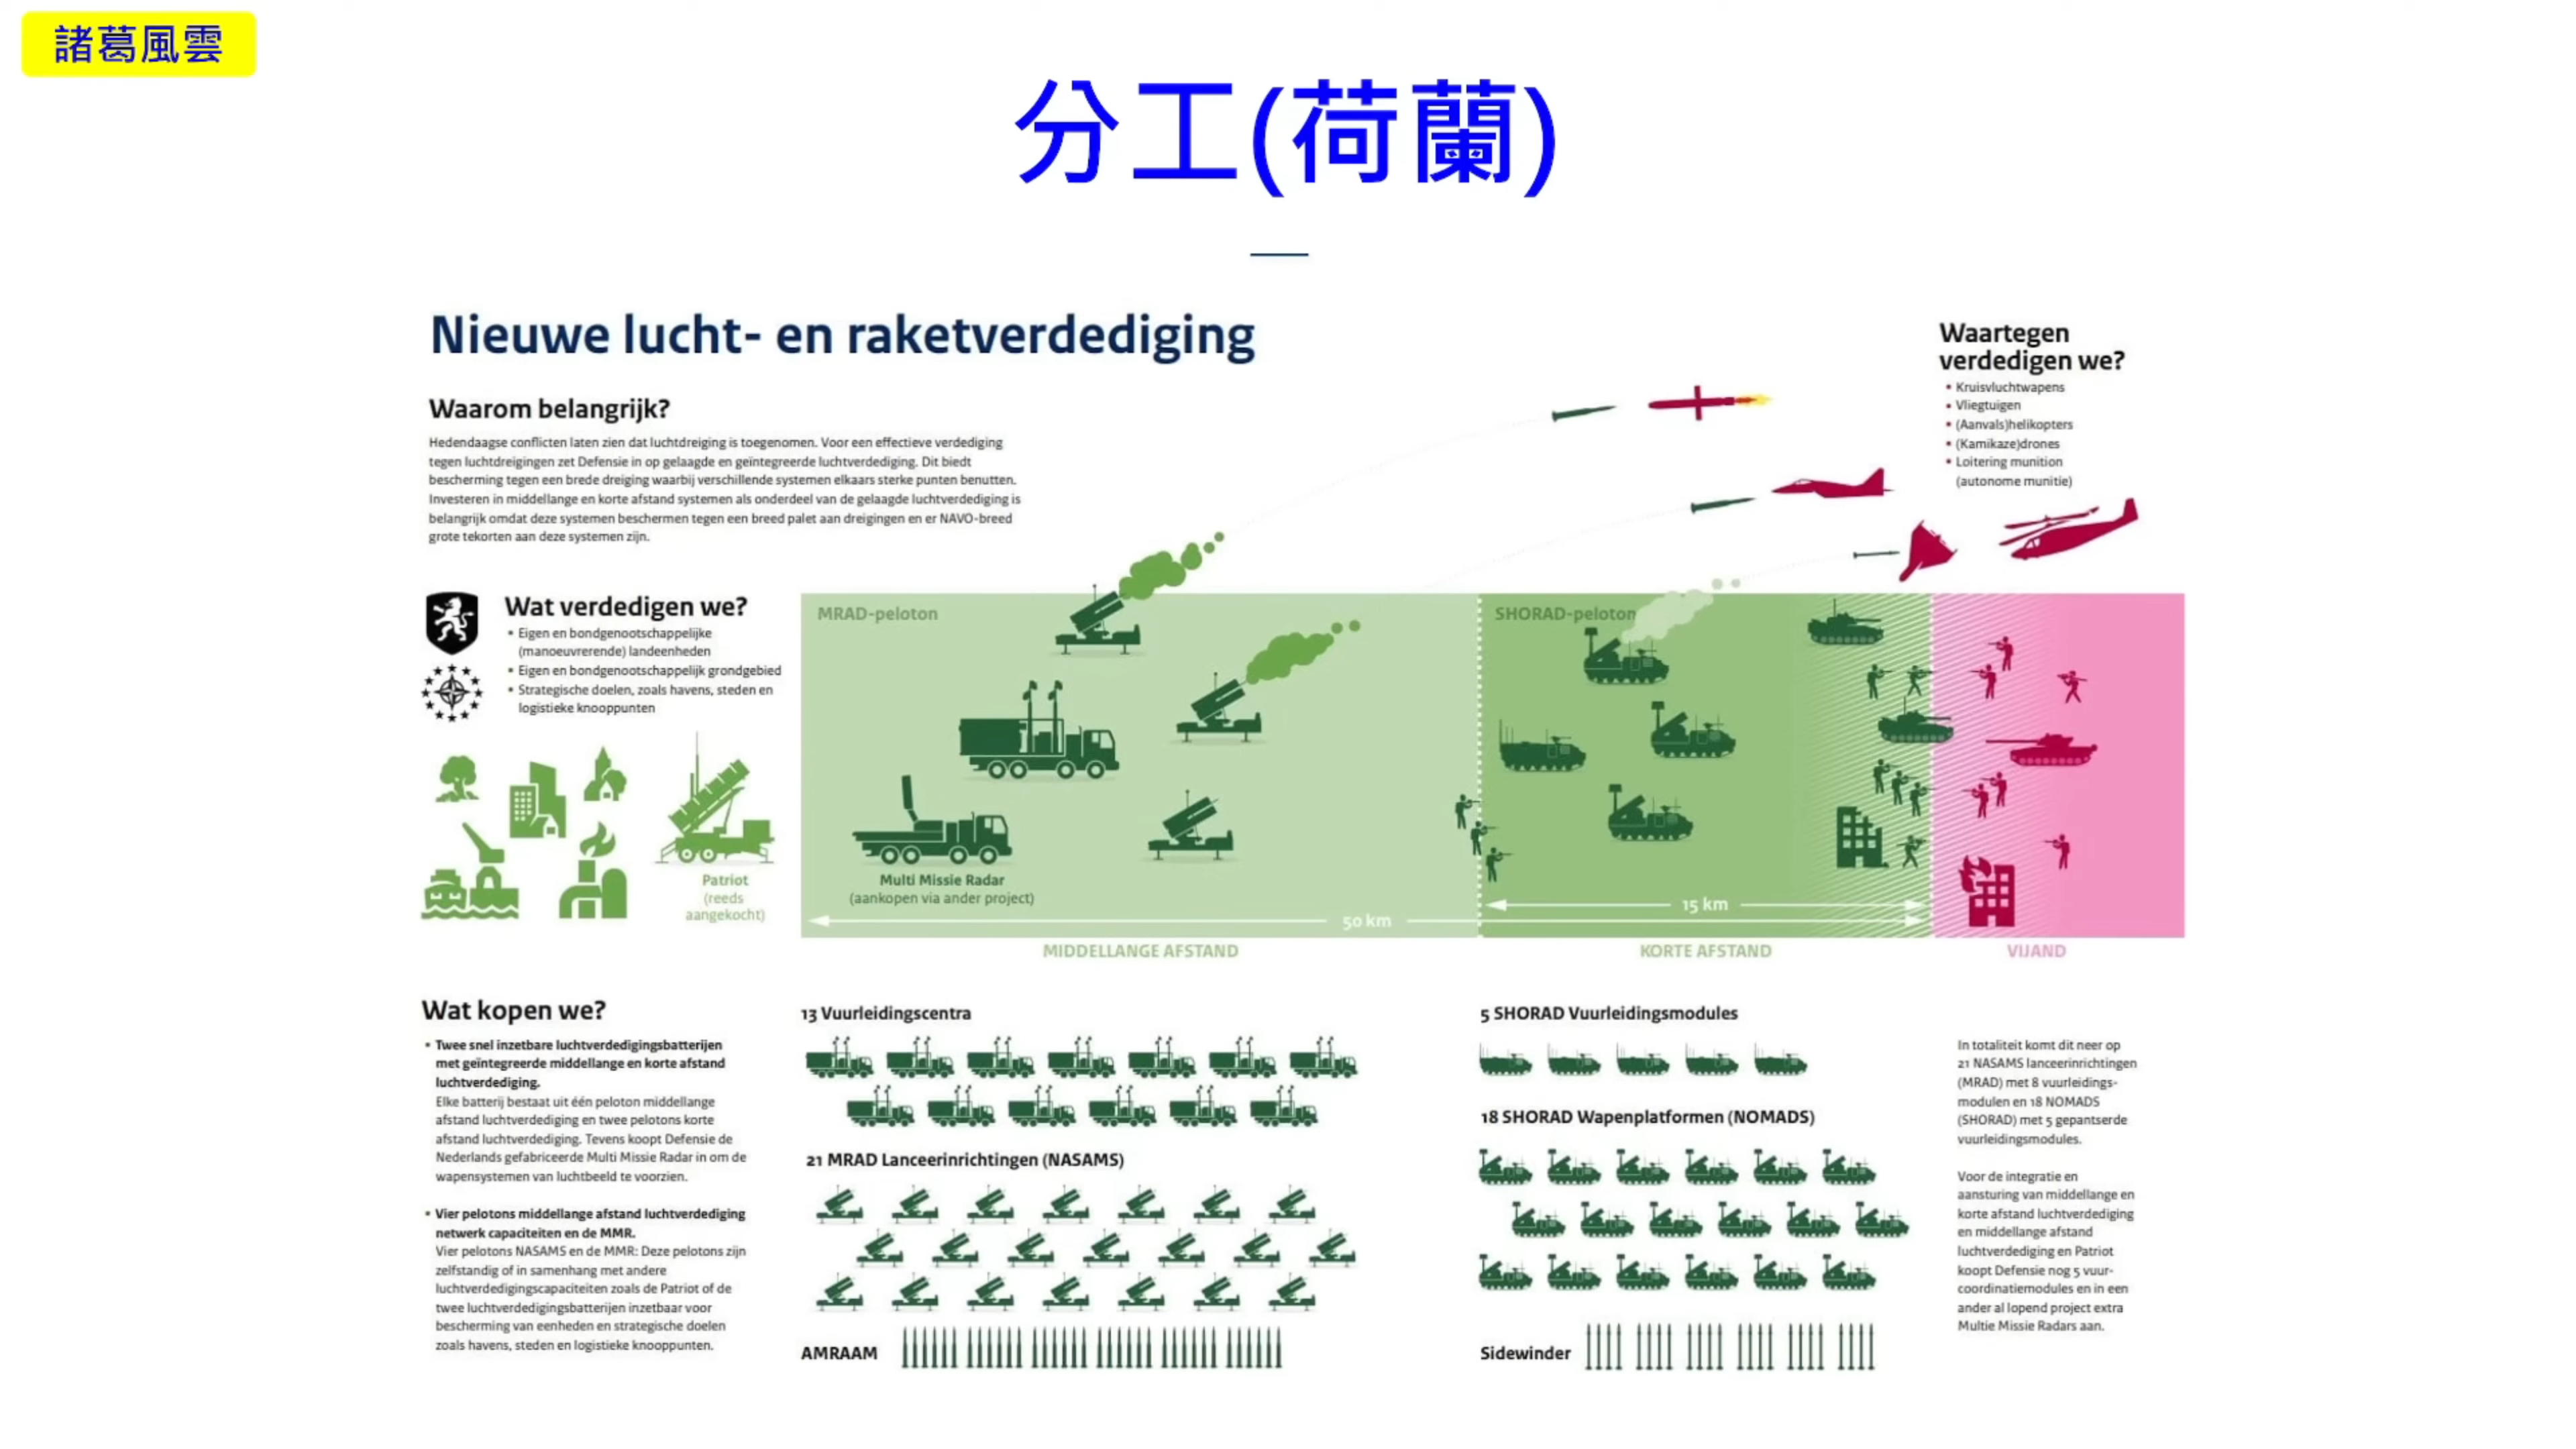 諸葛風雲
分工(荷蘭)
Nieuwe lucht- en raketverdediging
Waarom belangrijk?
Hedendaagse conflicten laten zien dat luchtdreiging is toegenomen. Voor een effectieve verdediging
tegen luchtdreigingen zet Defensie in op gelaagde en geïntegreerde luchtverdediging. Dit biedt
bescherming tegen een brede dreiging waarbij verschillende systemen elkaars sterke punten benutten.
Investeren in middellange en korte afstand systemen als onderdeel van de gelaagde luchtverdediging is
belangrijk omdat deze systemen beschermen tegen een breed palet aan dreigingen en er NAVO-breed
grote tekorten aan deze systemen zijn.
Waartegen
verdedigen we?
• Kruisvluchtwapens
• Vliegtuigen
• (Aanvals)helikopters
• (Kamikaze)drones
• Loitering munition
(autonome munitie)
Wat verdedigen we?
• Eigen en bondgenootschappelijke
(manoeuvrerende) landeenheden
• Eigen en bondgenootschappelijk grondgebied
• Strategische doelen, zoals havens, steden en
logistieke knooppunten
Patriot
(reeds
aangekocht)
MRAD-peloton
SHORAD-peloton
Multi Missie Radar
(aankopen via ander project)
50 km
15 km
MIDDELLANGE AFSTAND
KORTE AFSTAND
VIJAND
Wat kopen we?
• Twee snel inzetbare luchtverdedigingsbatterijen
met geïntegreerde middellange en korte afstand
luchtverdediging.
Elke batterij bestaat uit één peloton middellange
afstand luchtverdediging en twee pelotons korte
afstand luchtverdediging. Tevens koopt Defensie de
Nederlands gefabriceerde Multi Missie Radar in om de
wapensystemen van luchtbeeld te voorzien.
• Vier pelotons middellange afstand luchtverdediging
netwerk capaciteiten en de MMR.
Vier pelotons NASAMS en de MMR: Deze pelotons zijn
zelfstandig of in samenhang met andere
luchtverdedigingscapaciteiten zoals de Patriot of de
twee luchtverdedigingsbatterijen inzetbaar voor
bescherming van eenheden en strategische doelen
zoals havens, steden en logistieke knooppunten.
13 Vuurleidingscentra
21 MRAD Lanceerinrichtingen (NASAMS)
AMRAAM
5 SHORAD Vuurleidingsmodules
18 SHORAD Wapenplatformen (NOMADS)
Sidewinder
In totaliteit komt dit neer op
21 NASAMS lanceerinrichtingen
(MRAD) met 8 vuurleidings-
modulen en 18 NOMADS
(SHORAD) met 5 gepantserde
vuurleidingsmodules.
Voor de integratie en
aansturing van middellange en
korte afstand luchtverdediging
en middellange afstand
luchtverdediging en Patriot
koopt Defensie nog 5 vuur-
coordinatiemodules en in een
ander al lopend project extra
Multie Missie Radars aan.